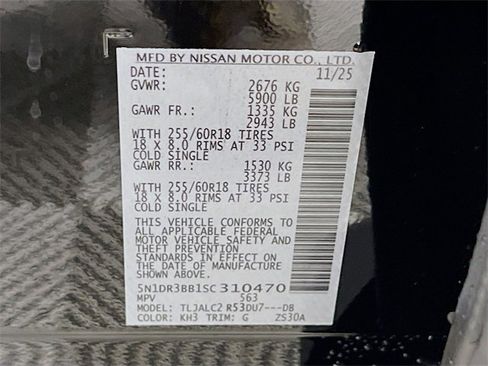 MFD BY NISSAN MOTOR CO., LTD.
DATE: 11/25
GVWR: 2676 KG
5900 LB
GAWR FR.: 1335 KG
2943 LB
WITH 255/60R18 TIRES
18 X 8.0 RIMS AT 33 PSI
COLD SINGLE
GAWR RR.: 1530 KG
3373 LB
WITH 255/60R18 TIRES
18 X 8.0 RIMS AT 33 PSI
COLD SINGLE
THIS VEHICLE CONFORMS TO
ALL APPLICABLE FEDERAL
MOTOR VEHICLE SAFETY AND
THEFT PREVENTION
STANDARDS IN EFFECT ON
THE DATE OF MANUFACTURE
SHOWN ABOVE.
5N1DR3BB1SC310470
MPV 563
MODEL: TLJALC2 R53DU7---DB
COLOR: KH3 TRIM: G ZS30A